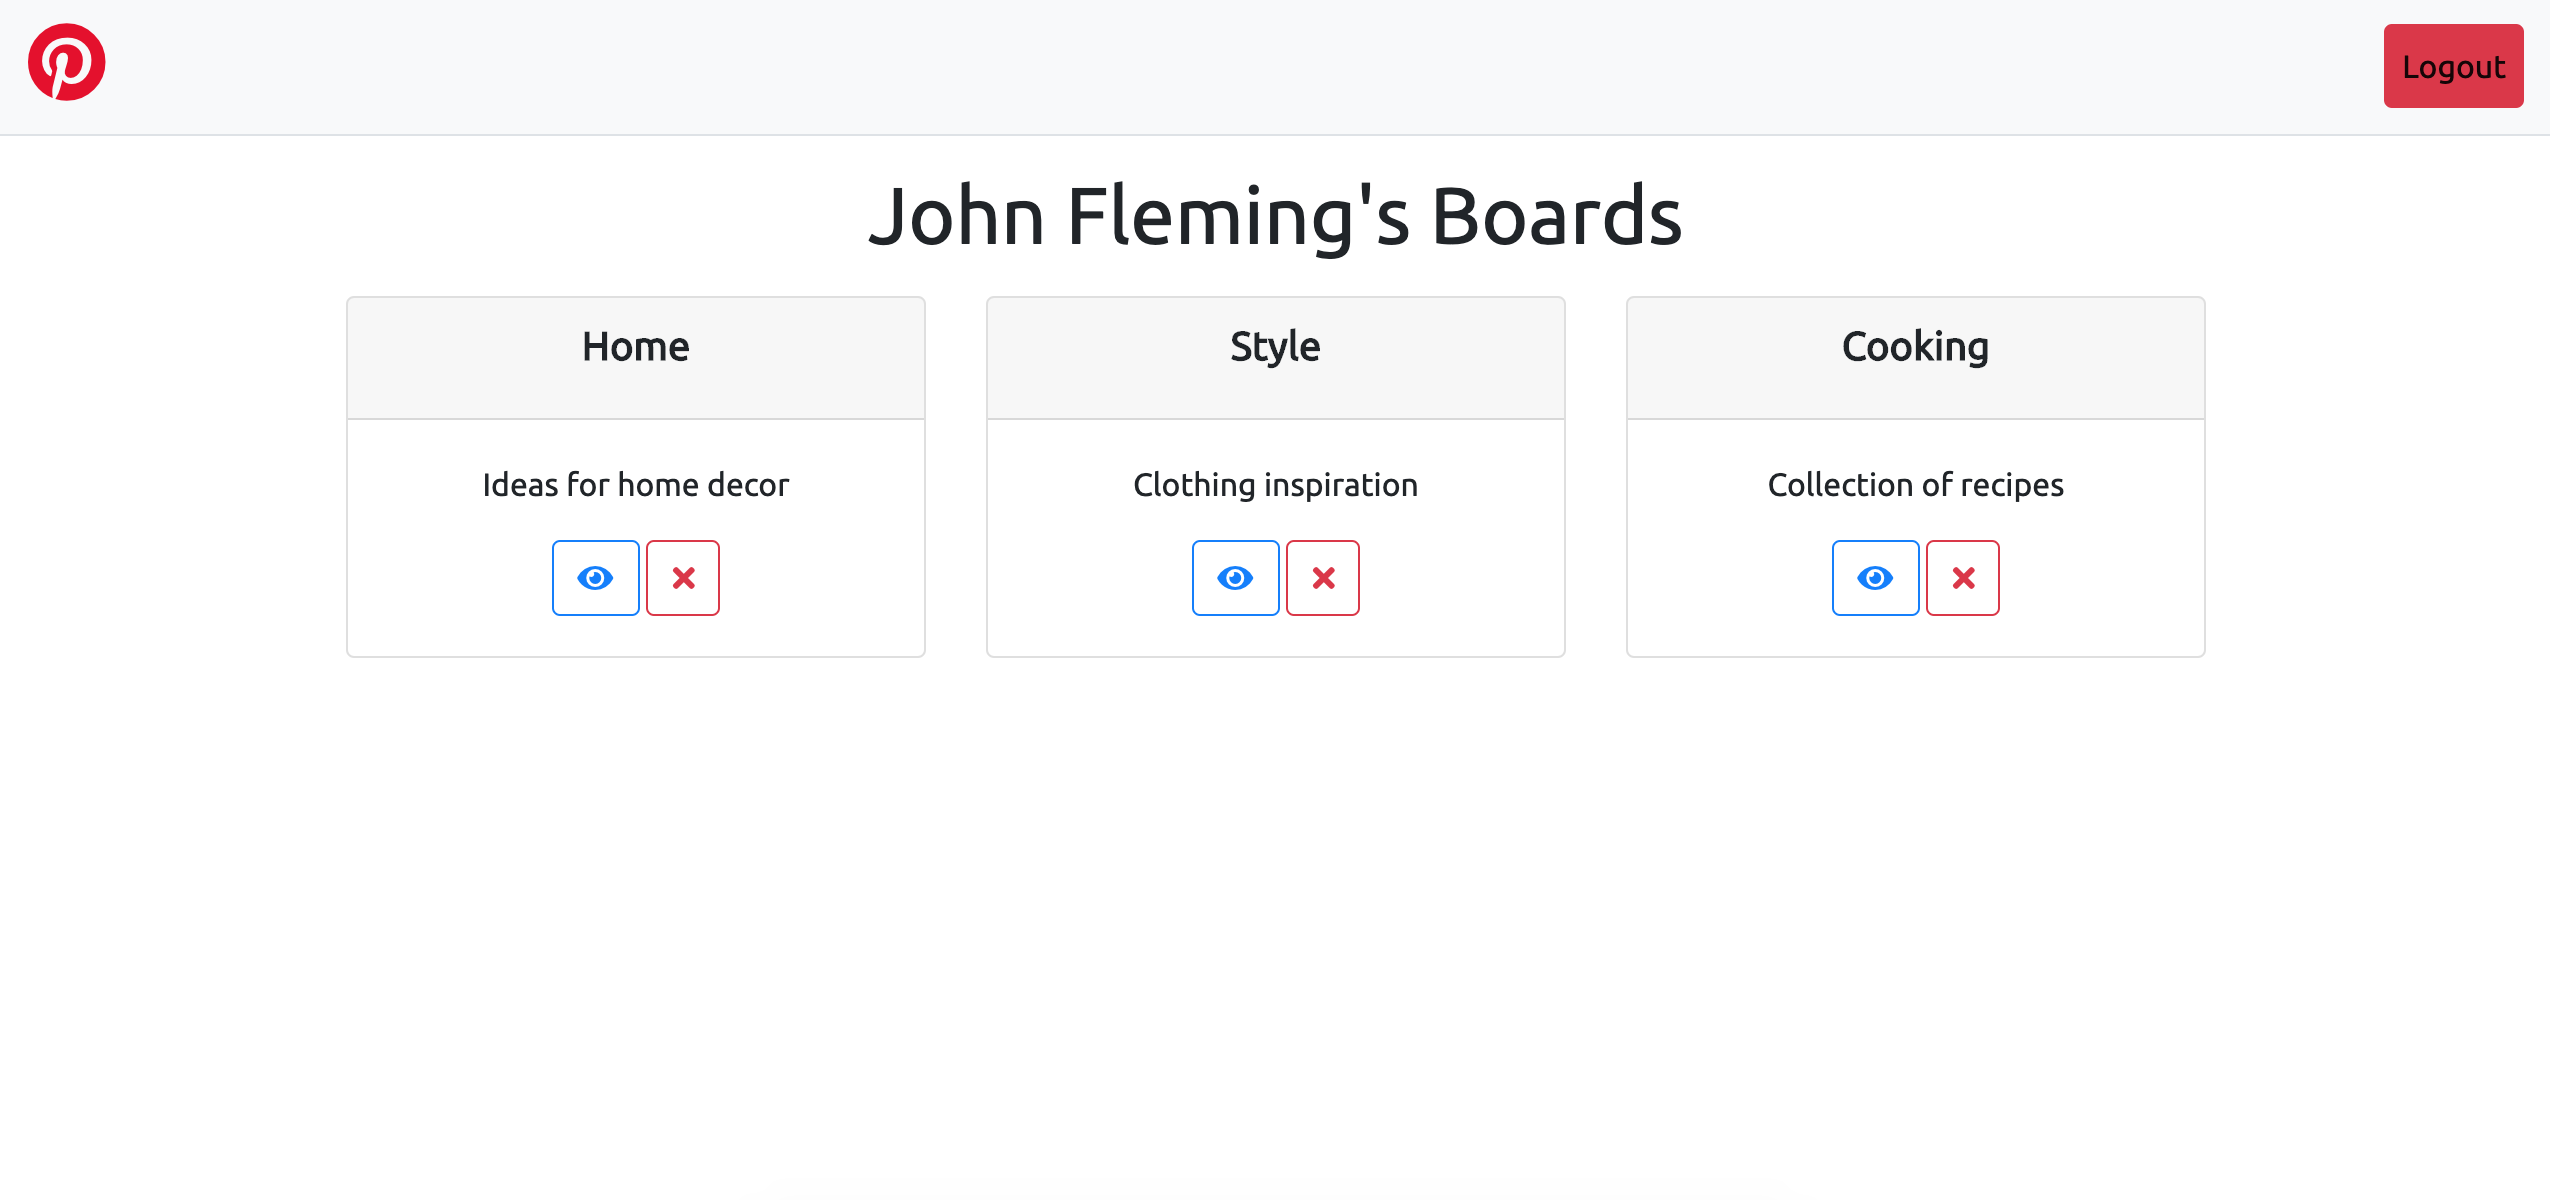 Logout
John Fleming's Boards
Home
Style
Cooking
Ideas for home decor
Clothing inspiration
Collection of recipes